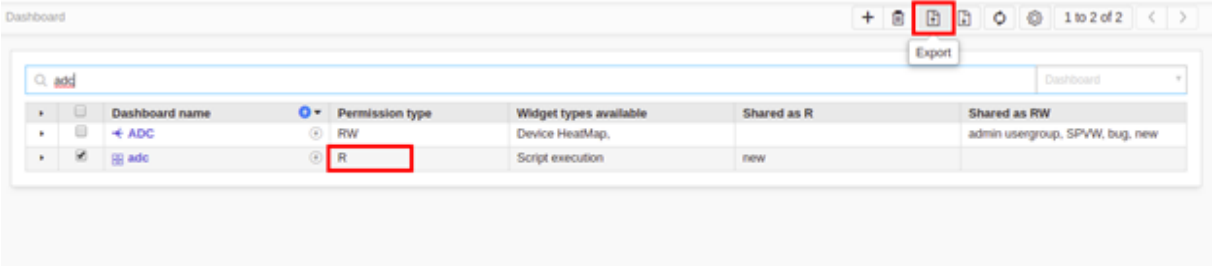 Dashboard
1 to 2 of 2
Export
adc
Dashboard
Dashboard name Permission type Widget types available Shared as R Shared as RW
ADC RW Device HeatMap, admin usergroup, SPVW, bug, new
adc R Script execution new